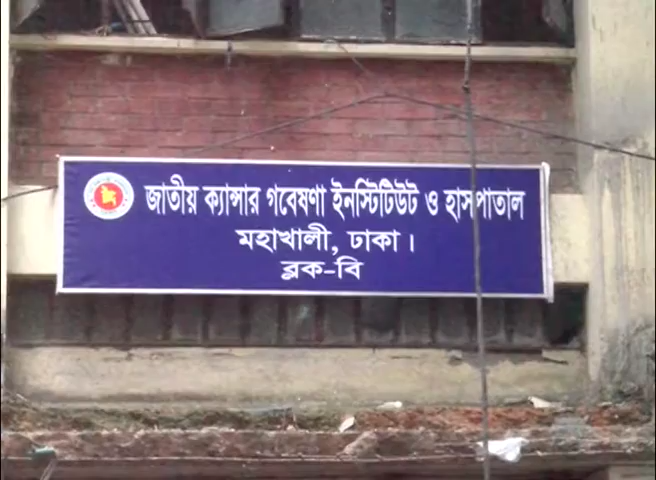 জাতীয় ক্যান্সার গবেষণা ইনস্টিটিউট ও হাসপাতাল
মহাখালী, ঢাকা।
ব্লক-বি